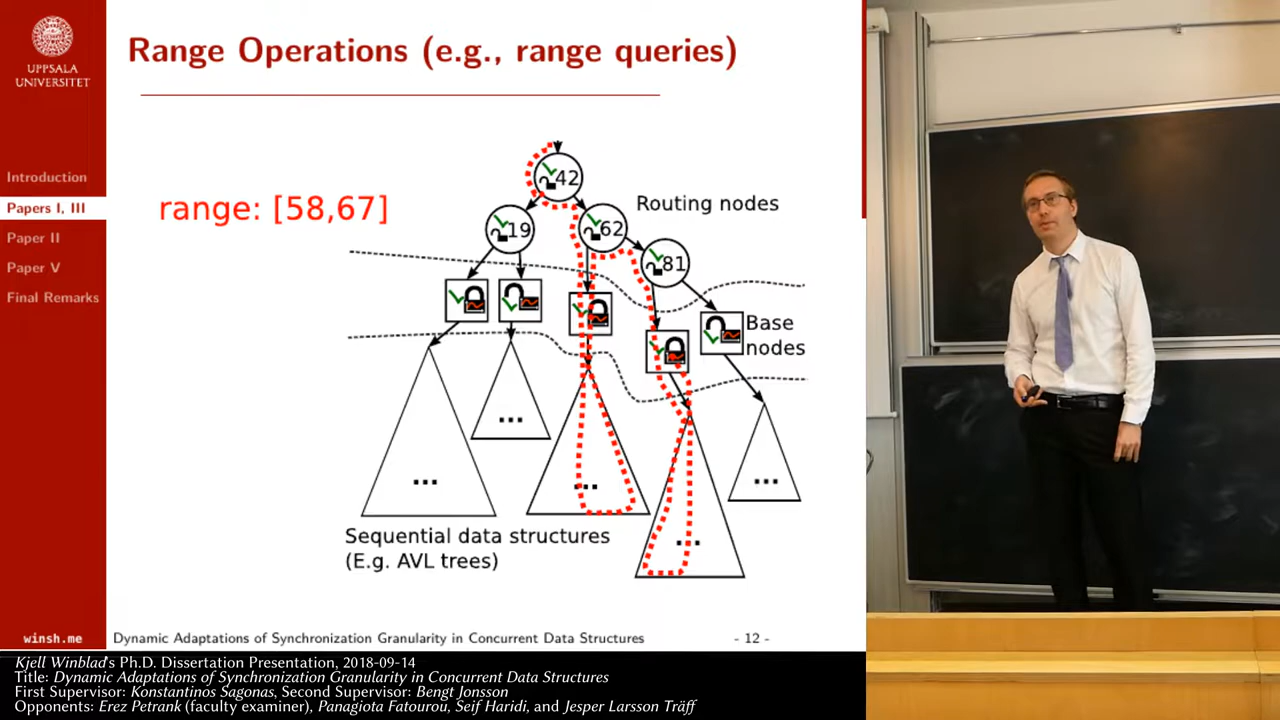 Range Operations (e.g., range queries)
UPPSALA
UNIVERSITET
Introduction
Papers I, III
Paper II
Paper V
Final Remarks
range: [58,67]
42
Routing nodes
19
62
81
Base
nodes
...
...
...
...
...
Sequential data structures
(E.g. AVL trees)
winsh.me
Dynamic Adaptations of Synchronization Granularity in Concurrent Data Structures
- 12 -
Kjell Winblad's Ph.D. Dissertation Presentation, 2018-09-14
Title: Dynamic Adaptations of Synchronization Granularity in Concurrent Data Structures
First Supervisor: Konstantinos Sagonas, Second Supervisor: Bengt Jonsson
Opponents: Erez Petrank (faculty examiner), Panagiota Fatourou, Seif Haridi, and Jesper Larsson Träff